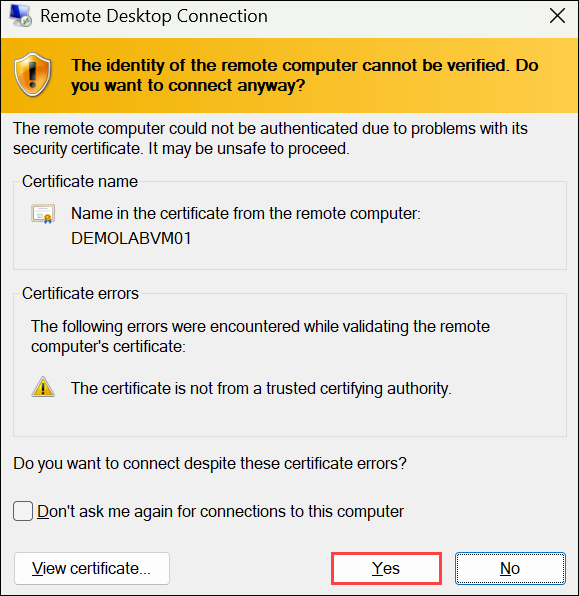 Remote Desktop Connection
The identity of the remote computer cannot be verified. Do
you want to connect anyway?
The remote computer could not be authenticated due to problems with its
security certificate. It may be unsafe to proceed.
Certificate name
Name in the certificate from the remote computer:
DEMOLABVM01
Certificate errors
The following errors were encountered while validating the remote
computer's certificate:
The certificate is not from a trusted certifying authority.
Do you want to connect despite these certificate errors?
Don't ask me again for connections to this computer
View certificate...
Yes
No